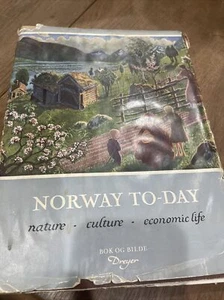 NORWAY TO-DAY
nature - culture - economic life
BOK OG BILDE
Dreyer